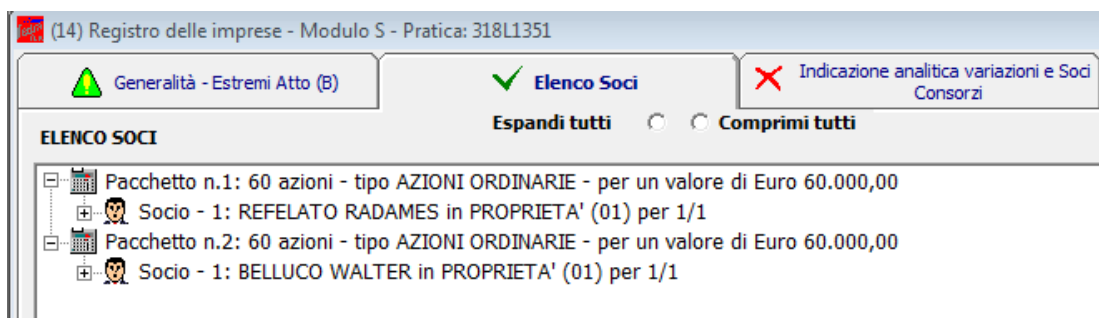 (14) Registro delle imprese - Modulo S - Pratica: 318L1351
Generalità - Estremi Atto (B)
Elenco Soci
Indicazione analitica variazioni e Soci
Consorzi
ELENCO SOCI
Espandi tutti Comprimi tutti
Pacchetto n.1: 60 azioni - tipo AZIONI ORDINARIE - per un valore di Euro 60.000,00
Socio - 1: REFELATO RADAMES in PROPRIETA' (01) per 1/1
Pacchetto n.2: 60 azioni - tipo AZIONI ORDINARIE - per un valore di Euro 60.000,00
Socio - 1: BELLUCO WALTER in PROPRIETA' (01) per 1/1